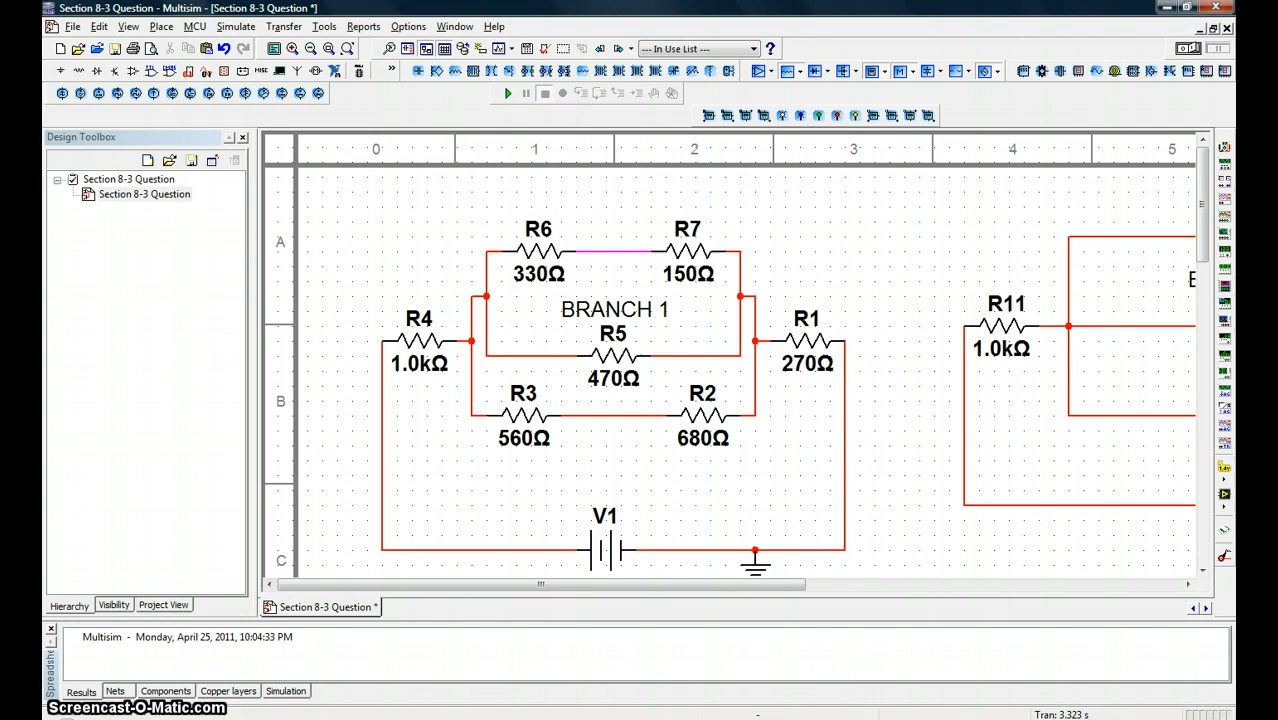 Section 8-3 Question - Multisim - [Section 8-3 Question *]
File Edit View Place MCU Simulate Transfer Tools Reports Options Window Help
--- In Use List ---
Design Toolbox
Section 8-3 Question
Section 8-3 Question
0 1 2 3 4 5
A
B
C
R6
330Ω
R7
150Ω
BRANCH 1
R4
1.0kΩ
R5
470Ω
R1
270Ω
R3
560Ω
R2
680Ω
V1
R11
1.0kΩ
Hierarchy Visibility Project View
Section 8-3 Question *
Multisim - Monday, April 25, 2011, 10:04:33 PM
Results Nets Components Copper layers Simulation
Screencast-O-Matic.com
- Tran: 3.323 s